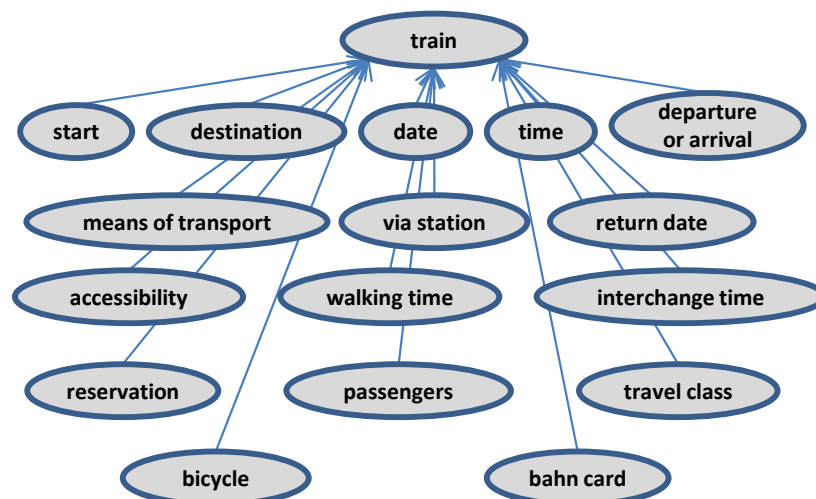 train
start
destination
date
time
departure
or arrival
means of transport
via station
return date
accessibility
walking time
interchange time
reservation
passengers
travel class
bicycle
bahn card